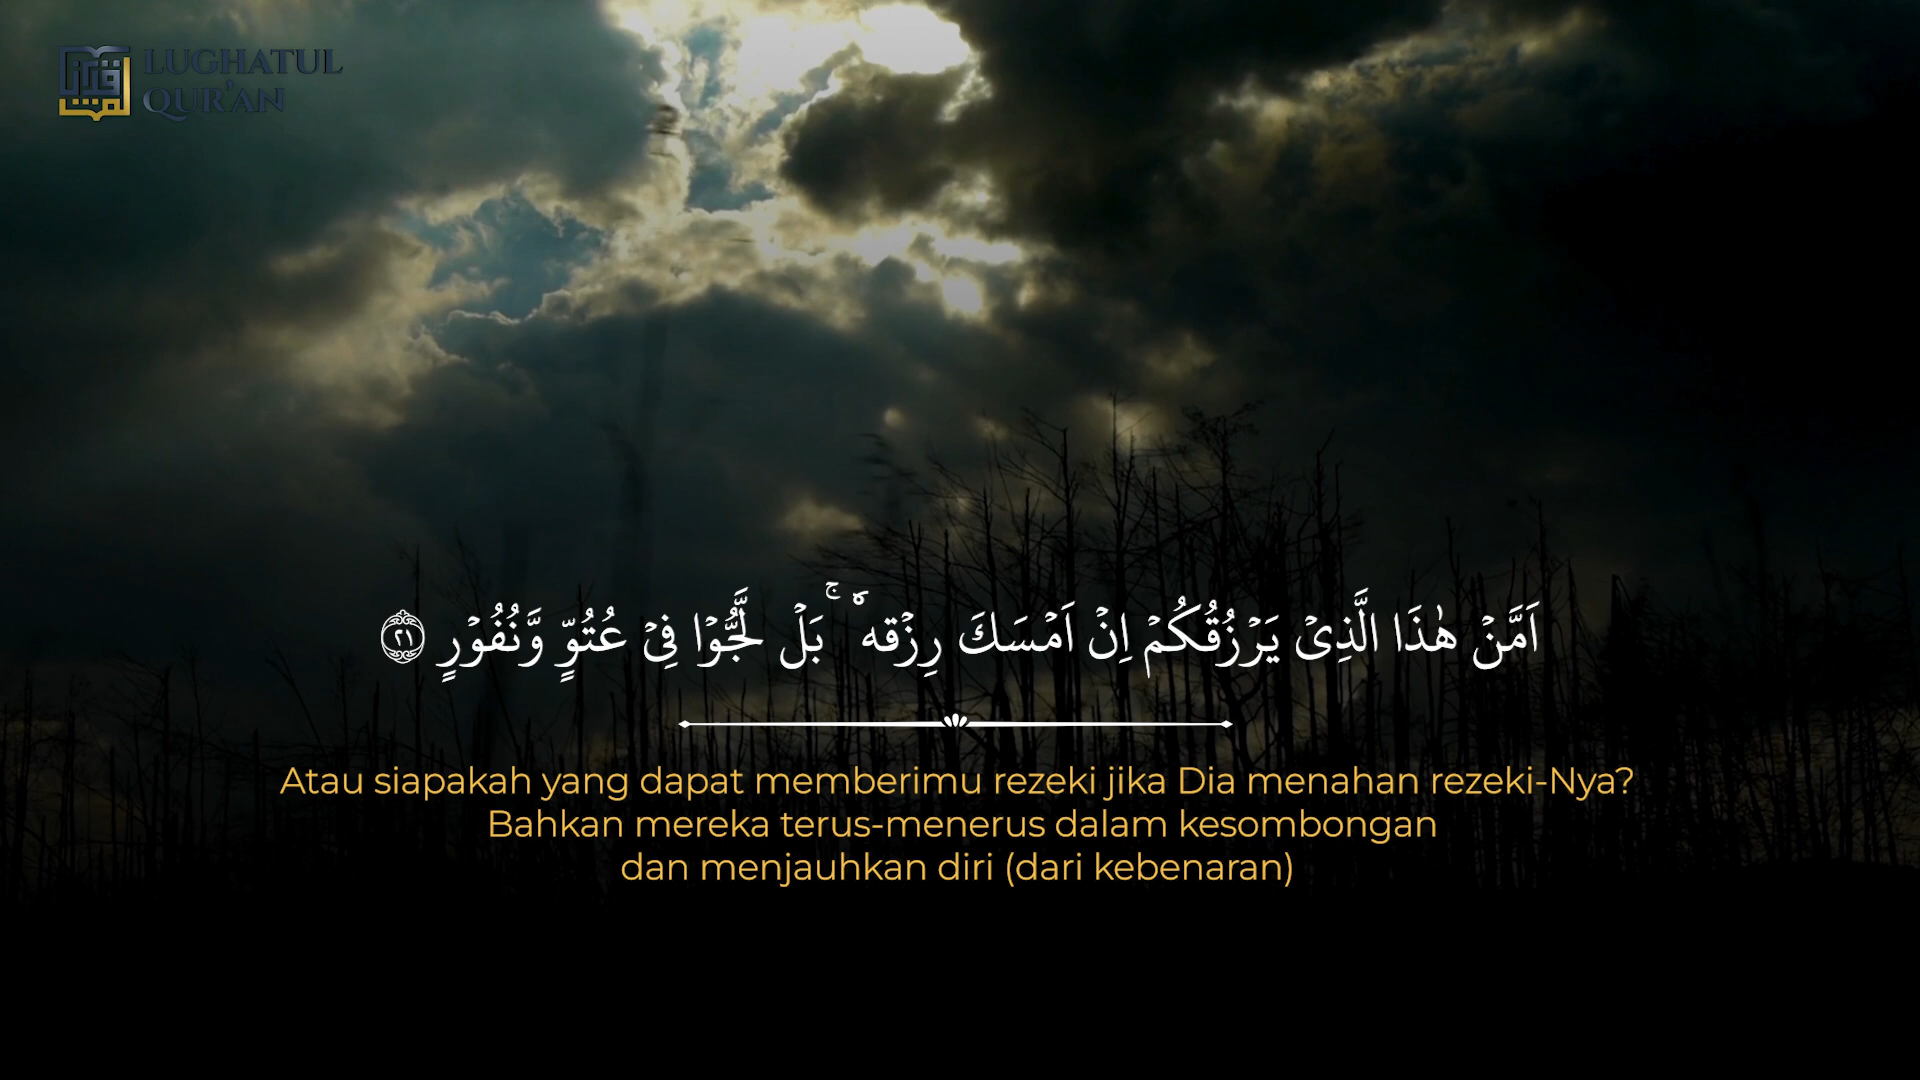 LUGHATUL
QUR'AN
اَمَّنْ هٰذَا الَّذِيْ يَرْزُقُكُمْ اِنْ اَمْسَكَ رِزْقَه ٗ ۚ بَلْ لَّجُّوْا فِيْ عُتُوٍّ وَّنُفُوْرٍ ۝٢١
Atau siapakah yang dapat memberimu rezeki jika Dia menahan rezeki-Nya?
Bahkan mereka terus-menerus dalam kesombongan
dan menjauhkan diri (dari kebenaran)